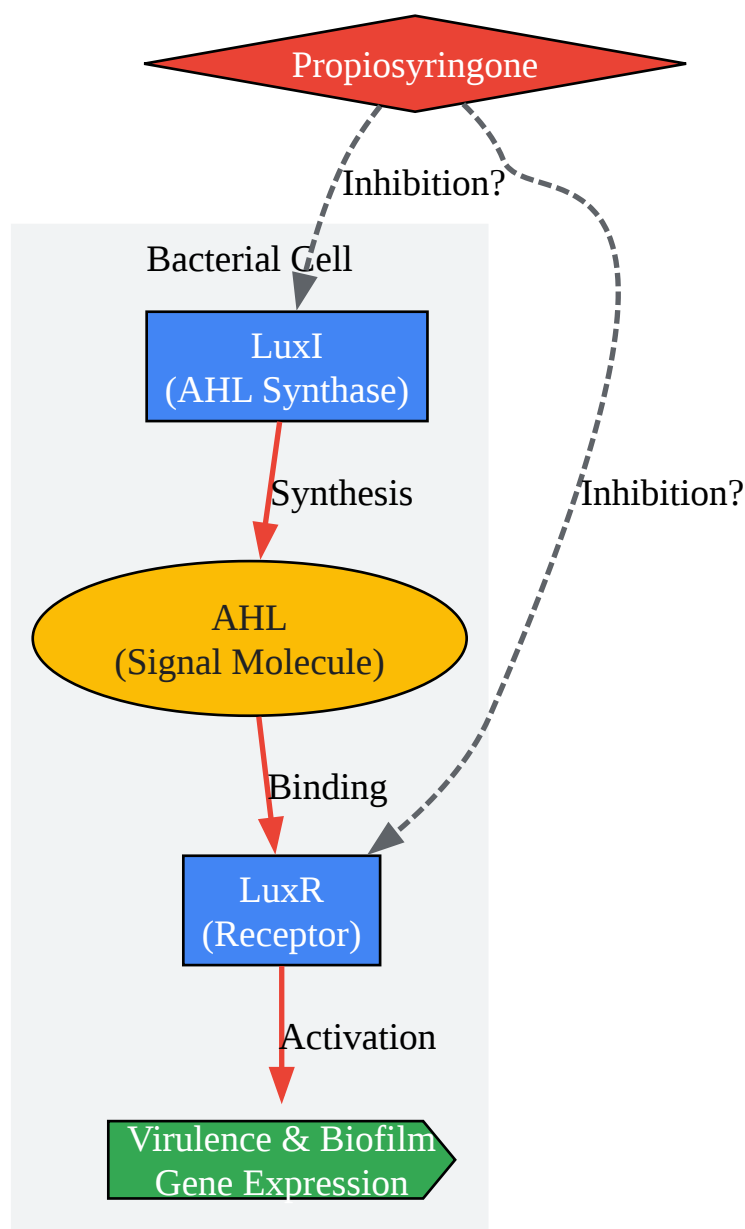 Propiosyringone
Inhibition?
Bacterial Cell
LuxI
(AHL Synthase)
Synthesis
Inhibition?
AHL
(Signal Molecule)
Binding
LuxR
(Receptor)
Activation
Virulence & Biofilm
Gene Expression